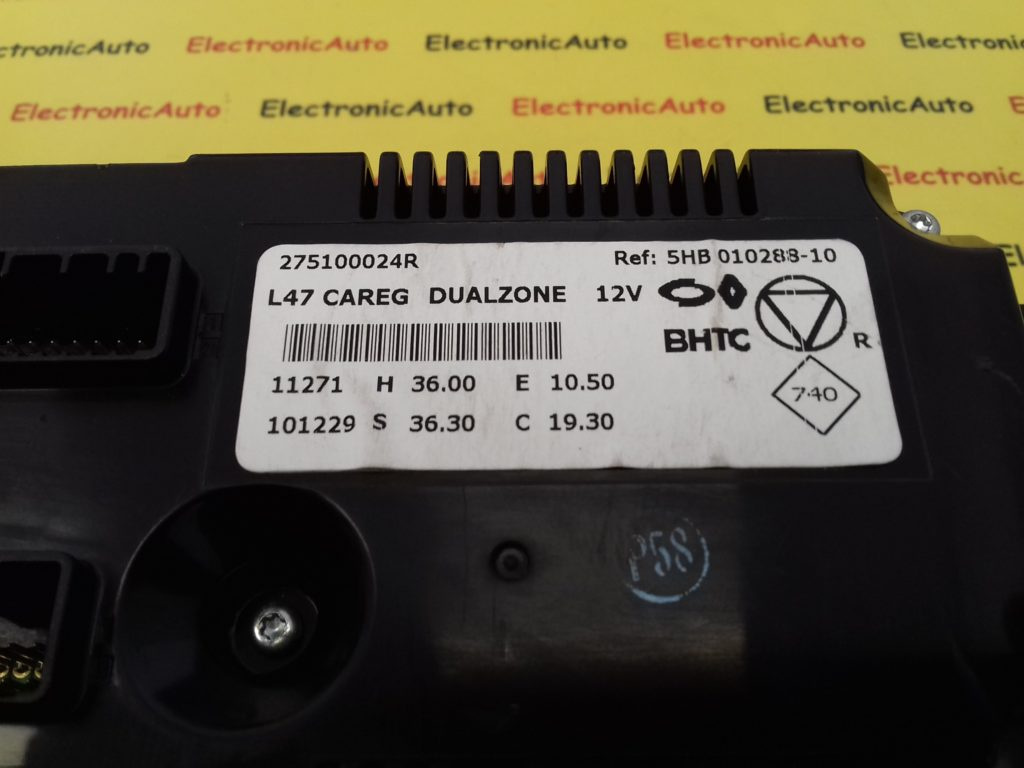 ElectronicAuto ElectronicAuto ElectronicAuto ElectronicAuto Electronic
ElectronicAuto ElectronicAuto ElectronicAuto ElectronicAuto
ElectronicA
275100024R Ref: 5HB 010288-10
L47 CAREG DUALZONE 12V
BHTC R
11271 H 36.00 E 10.50
740
101229 S 36.30 C 19.30
P58